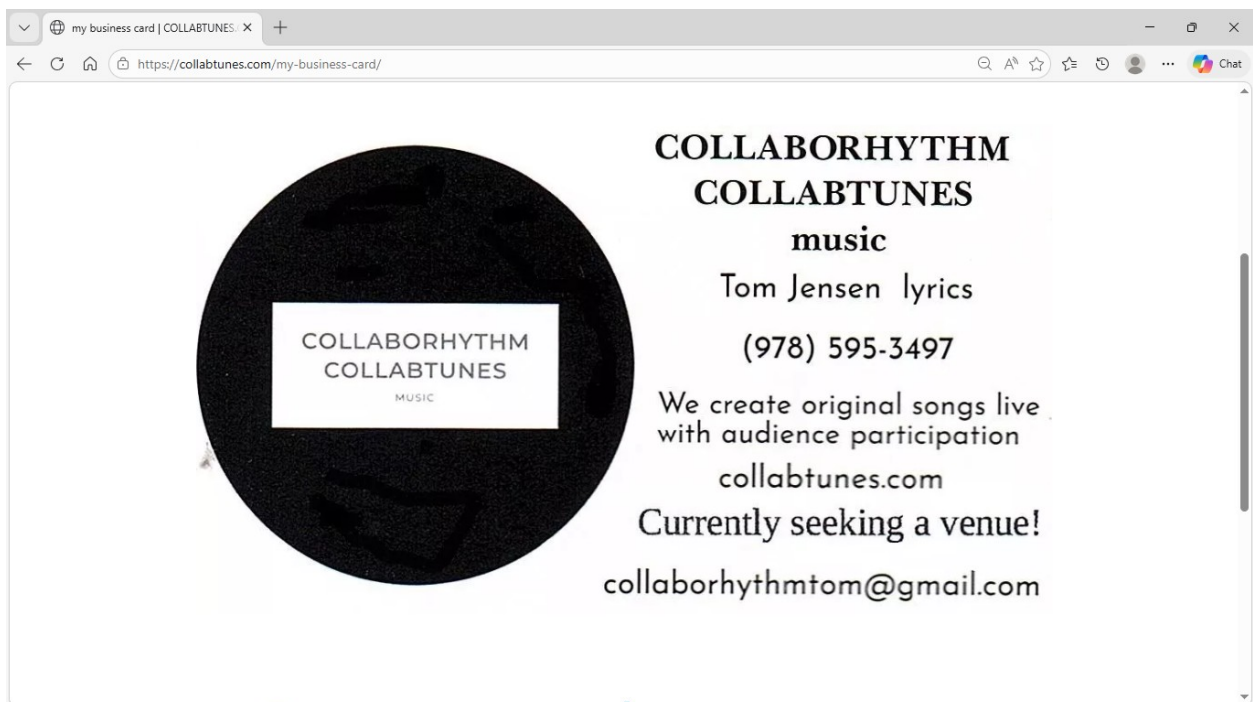 my business card | COLLABTUNES.
https://collabtunes.com/my-business-card/
Chat
COLLABORHYTHM
COLLABTUNES
MUSIC
COLLABORHYTHM
COLLABTUNES
music
Tom Jensen lyrics
(978) 595-3497
We create original songs live
with audience participation
collabtunes.com
Currently seeking a venue!
collaborhythmtom@gmail.com